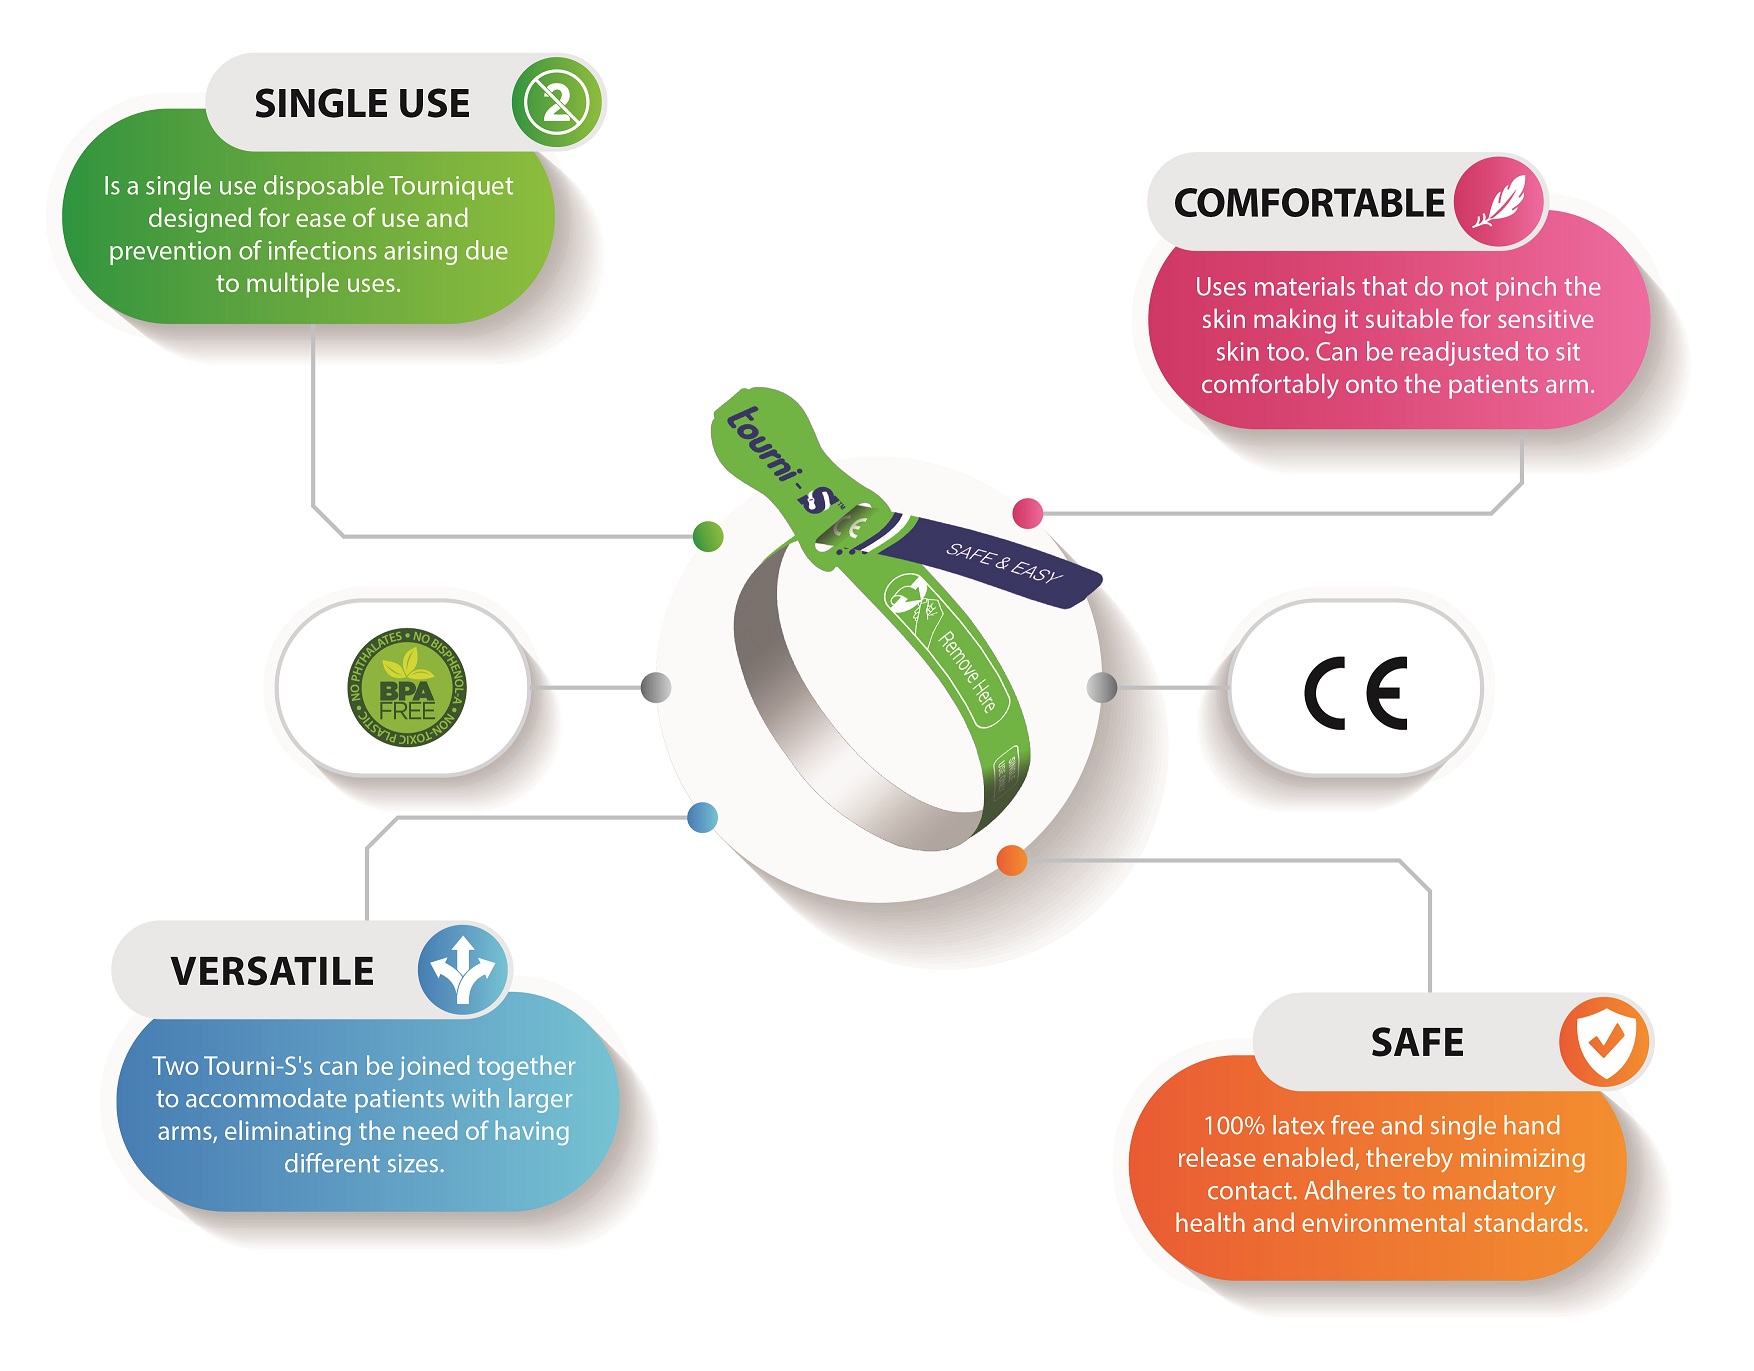 SINGLE USE
2
Is a single use disposable Tourniquet
designed for ease of use and
prevention of infections arising due
to multiple uses.
COMFORTABLE
Uses materials that do not pinch the
skin making it suitable for sensitive
skin too. Can be readjusted to sit
comfortably onto the patients arm.
tourni-S™
CE
SAFE & EASY
Remove Here
SINGLE
USE ONLY
NO PHTHALATES • NO BISPHENOL-A • NON-TOXIC PLASTIC •
BPA
FREE
CE
VERSATILE
Two Tourni-S's can be joined together
to accommodate patients with larger
arms, eliminating the need of having
different sizes.
SAFE
100% latex free and single hand
release enabled, thereby minimizing
contact. Adheres to mandatory
health and environmental standards.